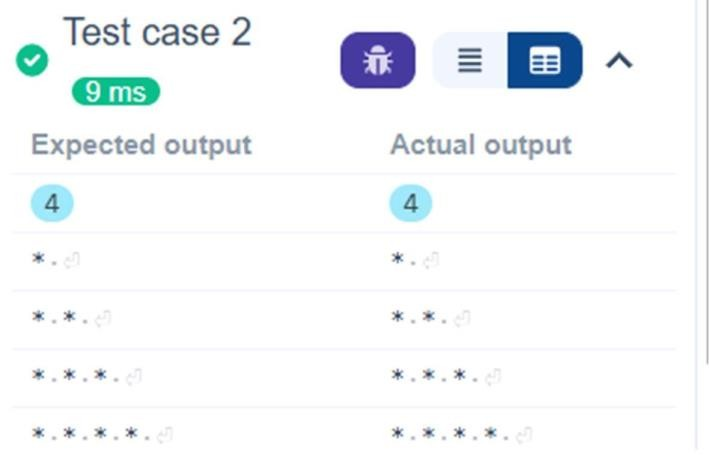 Test case 2
9 ms
Expected output Actual output
4 4
*.⏎ *.⏎
*.*.⏎ *.*.⏎
*.*.*.⏎ *.*.*.⏎
*.*.*.*.⏎ *.*.*.*.⏎